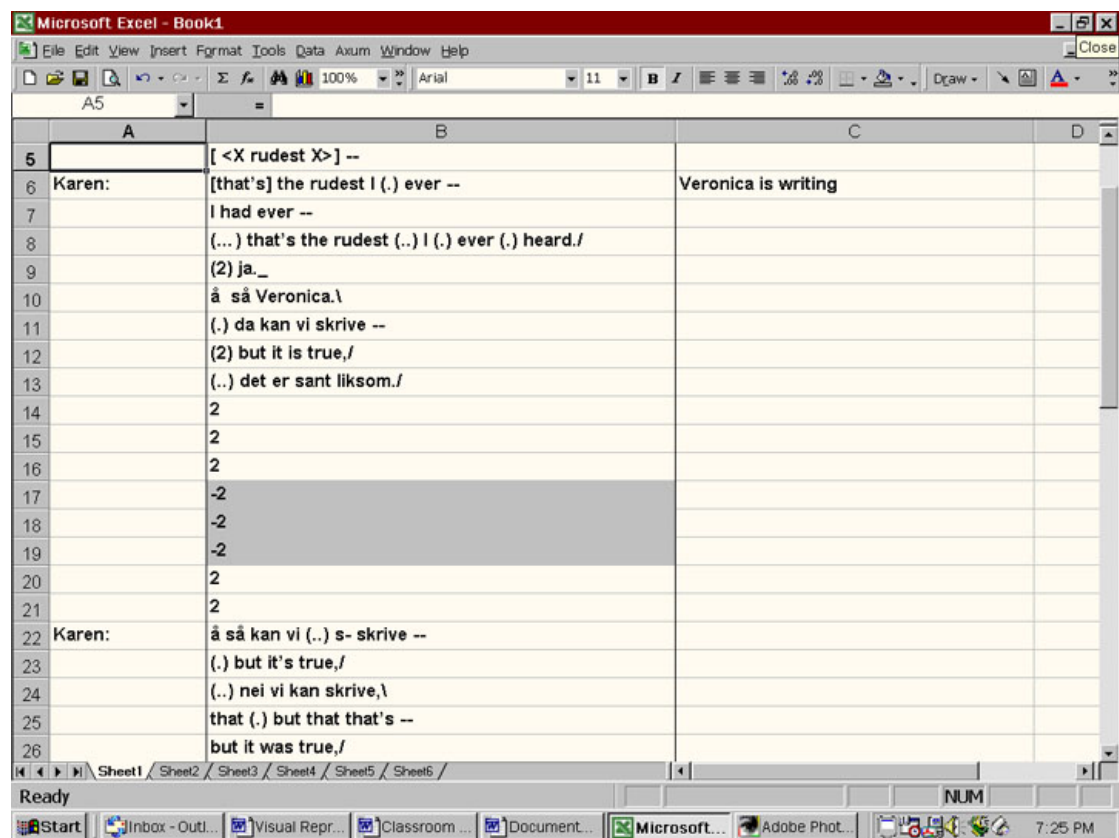 Microsoft Excel - Book1
File Edit View Insert Format Tools Data Axum Window Help
Close
100% Arial 11 B I Draw A
A5 =
A B C D
5 [ <X rudest X>] --
6 Karen: [that's] the rudest I (.) ever -- Veronica is writing
7 I had ever --
8 (... ) that's the rudest (..) I (.) ever (.) heard./
9 (2) ja._
10 å så Veronica.\
11 (.) da kan vi skrive --
12 (2) but it is true,/
13 (..) det er sant liksom./
14 2
15 2
16 2
17 -2
18 -2
19 -2
20 2
21 2
22 Karen: å så kan vi (..) s- skrive --
23 (.) but it's true,/
24 (..) nei vi kan skrive,\
25 that (.) but that that's --
26 but it was true,/
Sheet1 / Sheet2 / Sheet3 / Sheet4 / Sheet5 / Sheet6 /
Ready NUM
Start Inbox - Outl... Visual Repr... Classroom ... Document... Microsoft... Adobe Phot... 7:25 PM